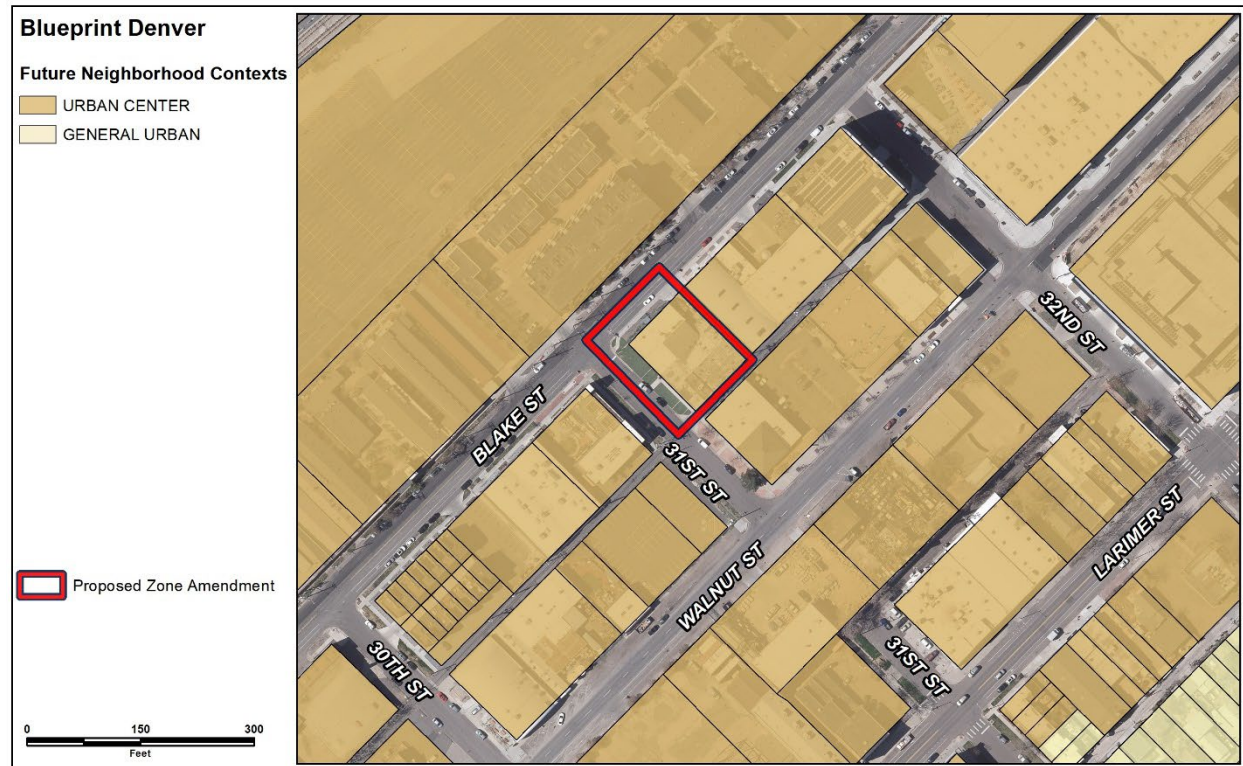 Blueprint Denver
Future Neighborhood Contexts
URBAN CENTER
GENERAL URBAN
Proposed Zone Amendment
0 150 300
Feet
BLAKE ST
31ST ST
32ND ST
WALNUT ST
LARIMER ST
30TH ST
31ST ST